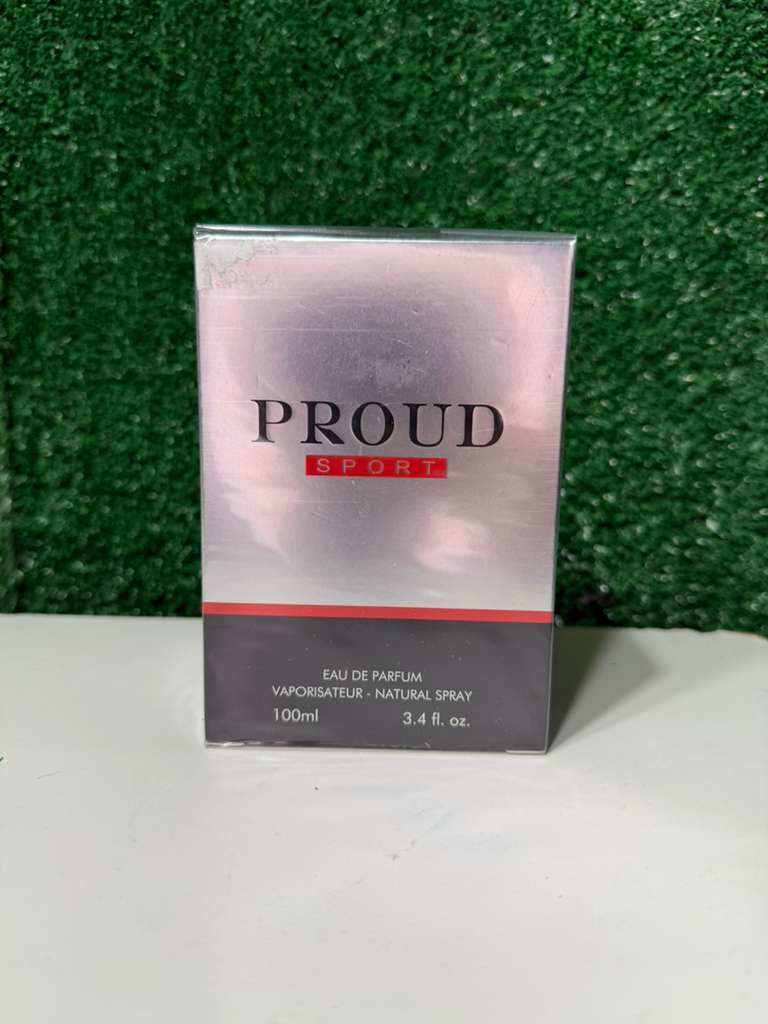 PROUD
SPORT
EAU DE PARFUM
VAPORISATEUR - NATURAL SPRAY
100ml 3.4 fl. oz.